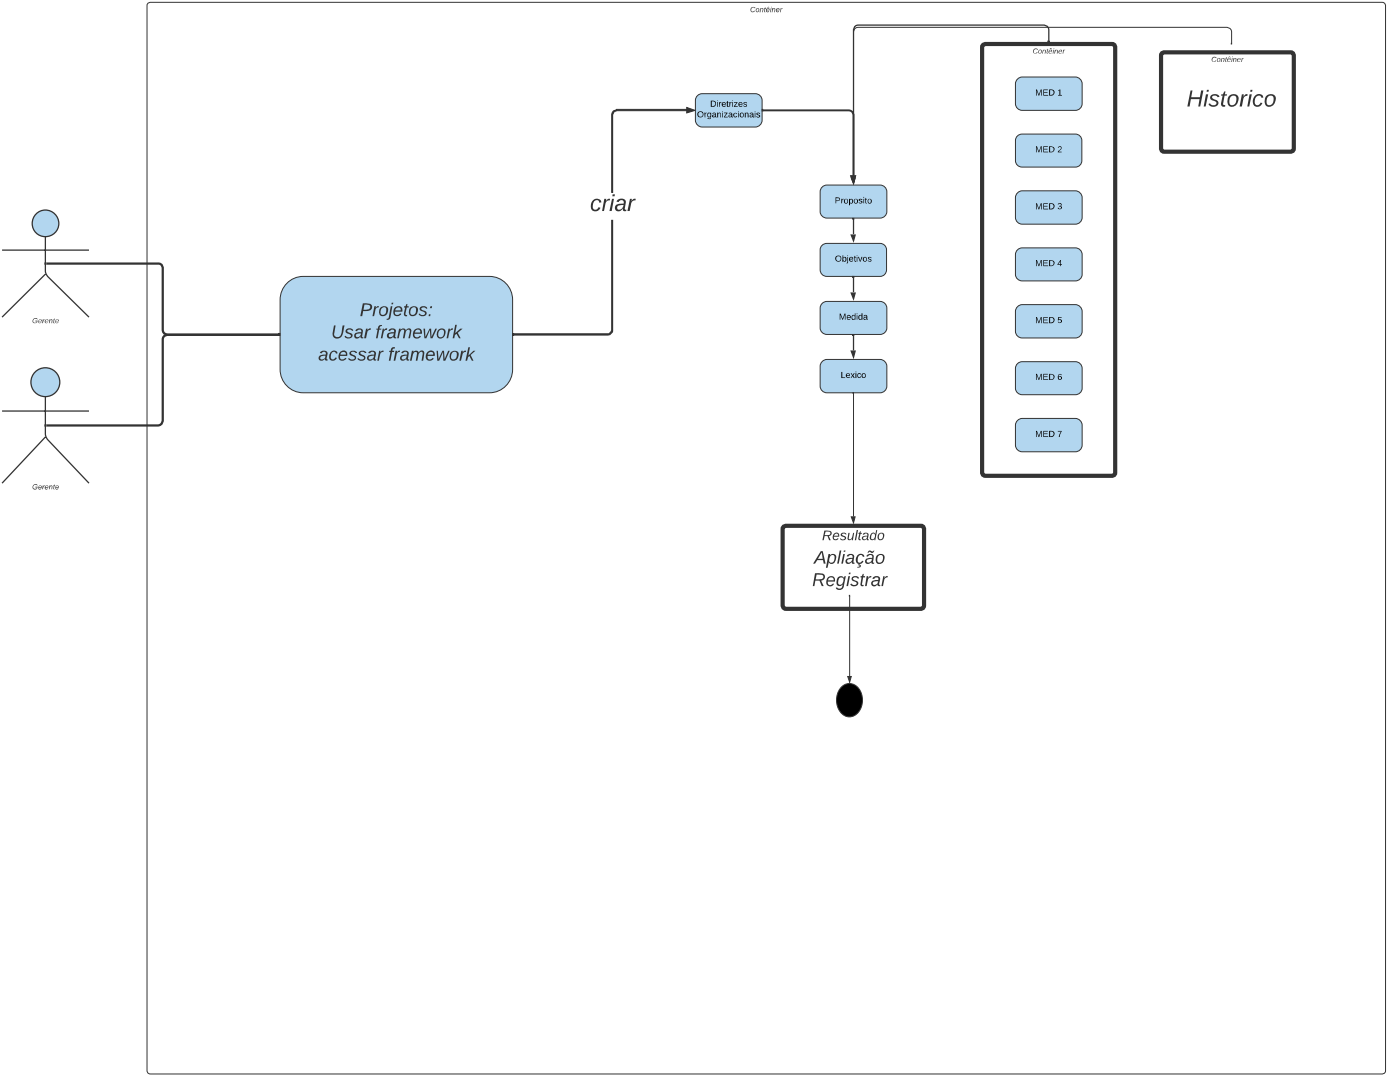 Contêiner
Contêiner
MED 1
MED 2
MED 3
MED 4
MED 5
MED 6
MED 7
Contêiner
Historico
Diretrizes
Organizacionais
criar
Proposito
Objetivos
Medida
Lexico
Gerente
Gerente
Projetos:
Usar framework
acessar framework
Resultado
Apliação
Registrar